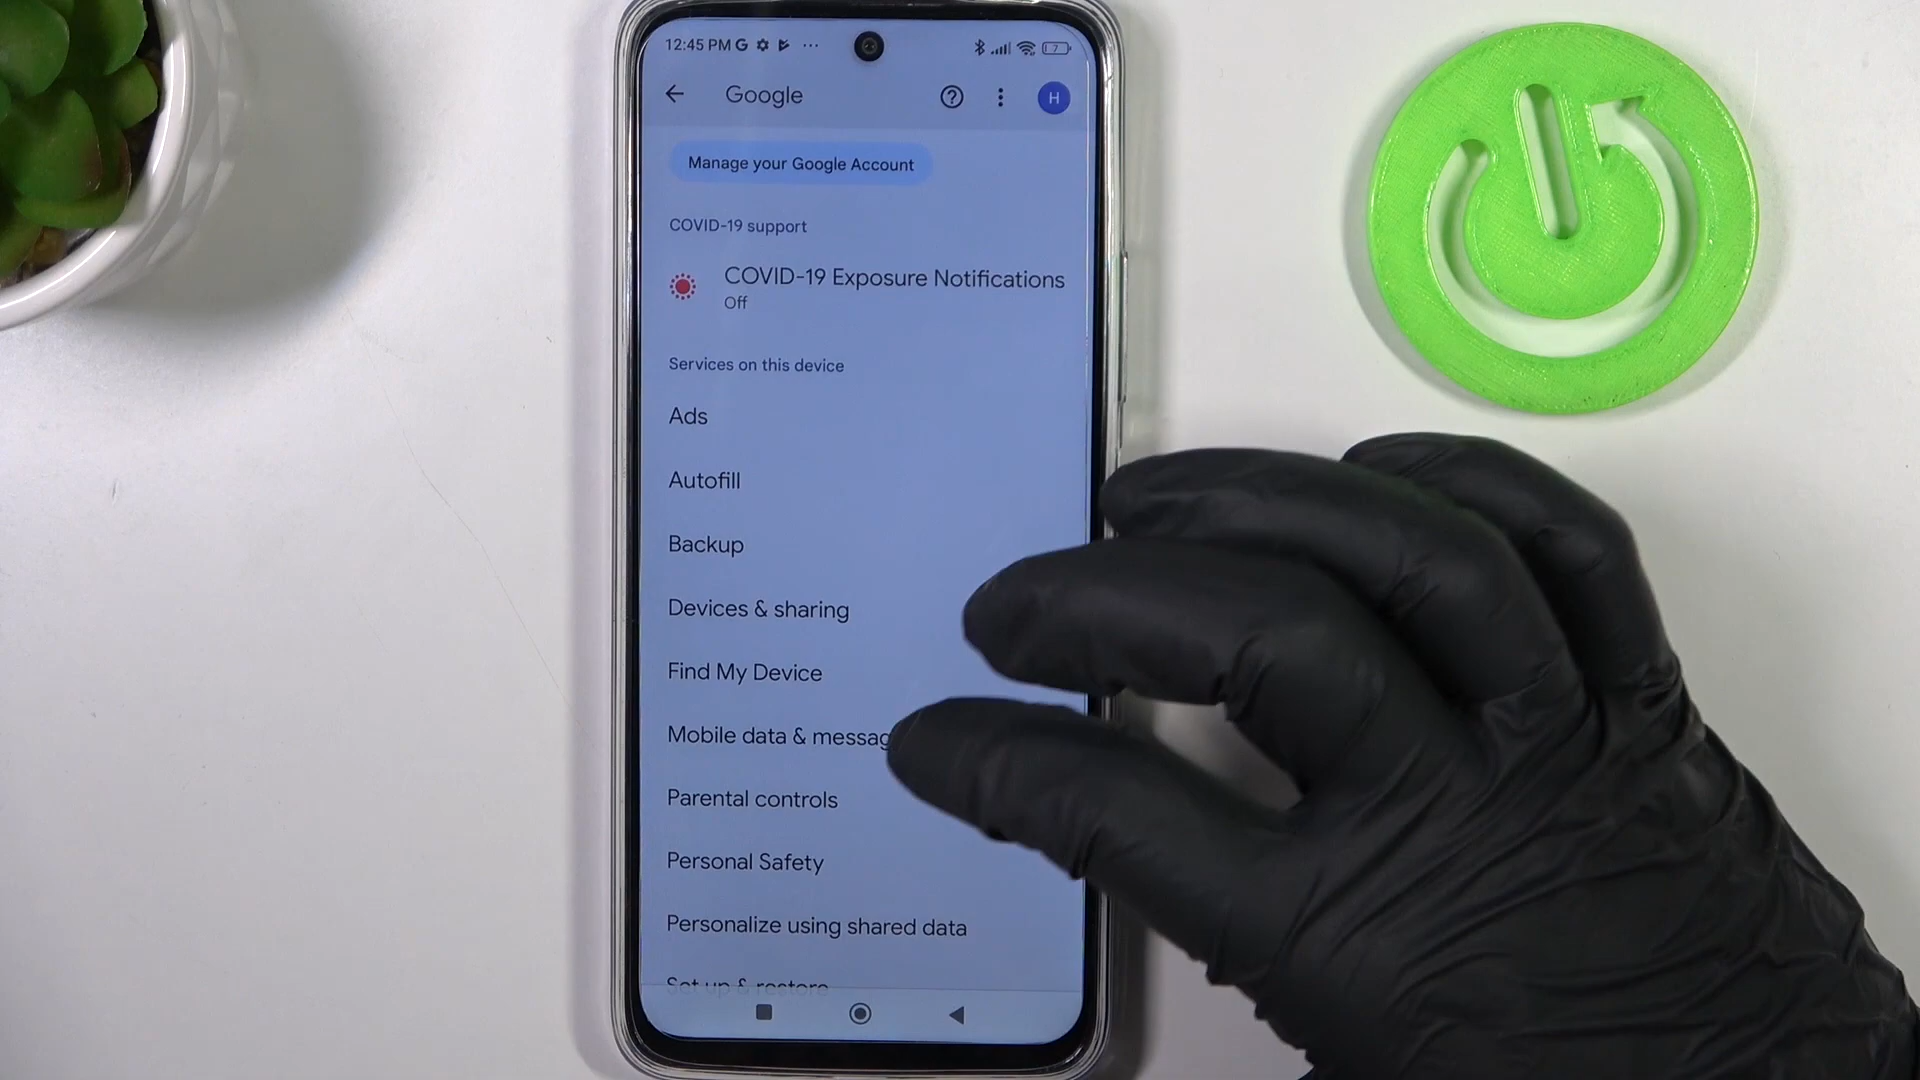 12:45 PM G
7
Google
H
Manage your Google Account
COVID-19 support
COVID-19 Exposure Notifications
Off
Services on this device
Ads
Autofill
Backup
Devices & sharing
Find My Device
Mobile data & messag
Parental controls
Personal Safety
Personalize using shared data
Set up & restore